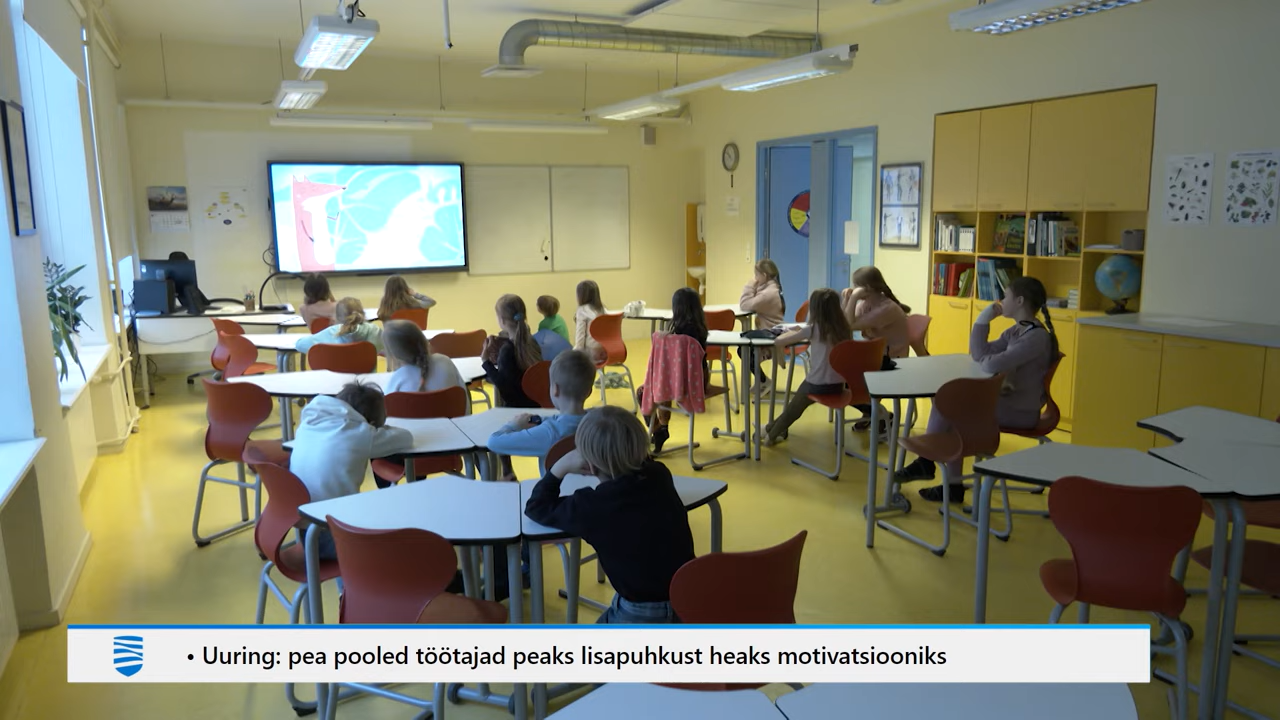 • Uuring: pea pooled töötajad peaks lisapuhkust heaks motivatsiooniks